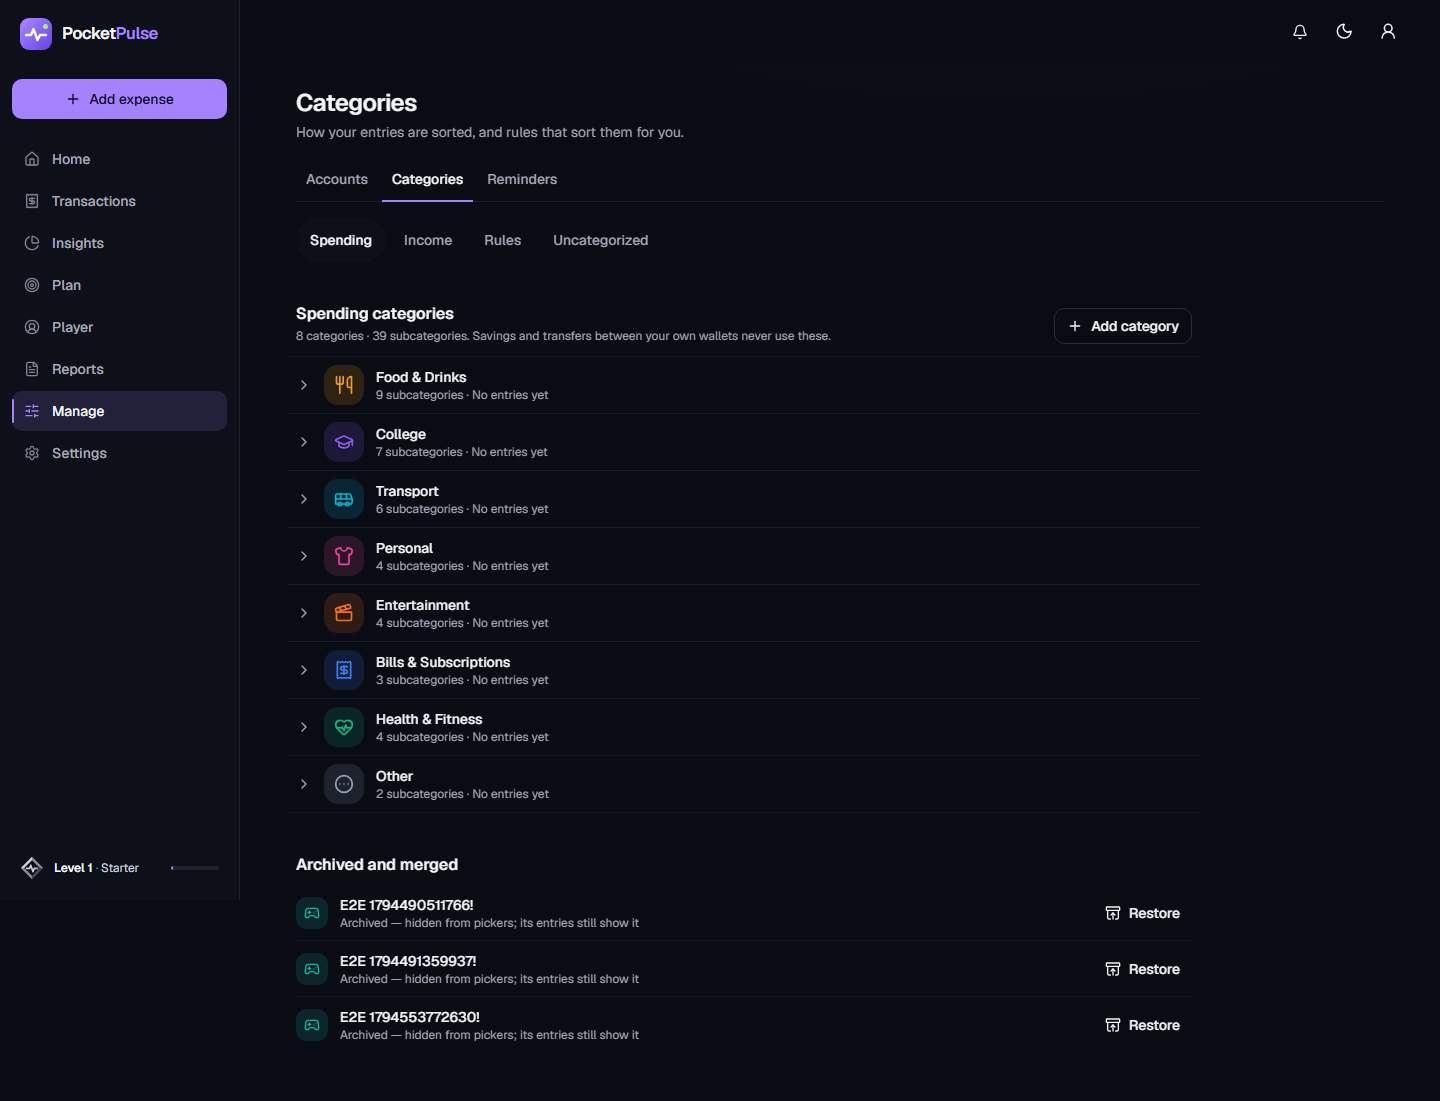 PocketPulse
Add expense
Home
Transactions
Insights
Plan
Player
Reports
Manage
Settings
Level 1 · Starter
Categories
How your entries are sorted, and rules that sort them for you.
Accounts Categories Reminders
Spending Income Rules Uncategorized
Spending categories
8 categories · 39 subcategories. Savings and transfers between your own wallets never use these.
Add category
Food & Drinks
9 subcategories · No entries yet
College
7 subcategories · No entries yet
Transport
6 subcategories · No entries yet
Personal
4 subcategories · No entries yet
Entertainment
4 subcategories · No entries yet
Bills & Subscriptions
3 subcategories · No entries yet
Health & Fitness
4 subcategories · No entries yet
Other
2 subcategories · No entries yet
Archived and merged
E2E 1794490511766!
Archived — hidden from pickers; its entries still show it
Restore
E2E 1794491359937!
Archived — hidden from pickers; its entries still show it
Restore
E2E 1794553772630!
Archived — hidden from pickers; its entries still show it
Restore